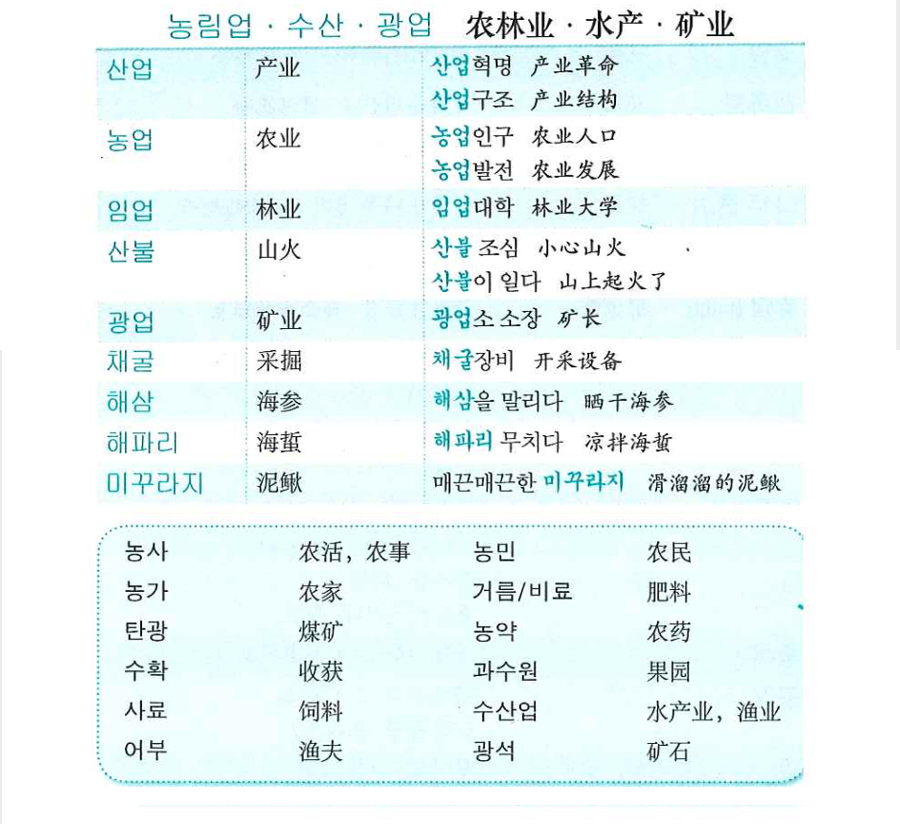 농림업·수산·광업 农林业·水产·矿业
산업 产业 산업혁명 产业革命
산업구조 产业结构
농업 农业 농업인구 农业人口
농업발전 农业发展
임업 林业 임업대학 林业大学
산불 山火 산불 조심 小心山火
산불이 일다 山上起火了
광업 矿业 광업소 소장 矿长
채굴 采掘 채굴장비 开采设备
해삼 海参 해삼을 말리다 晒干海参
해파리 海蜇 해파리 무치다 凉拌海蜇
미꾸라지 泥鳅 매끈매끈한 미꾸라지 滑溜溜的泥鳅
농사 农活，农事 농민 农民
농가 农家 거름/비료 肥料
탄광 煤矿 농약 农药
수확 收获 과수원 果园
사료 饲料 수산업 水产业，渔业
어부 渔夫 광석 矿石